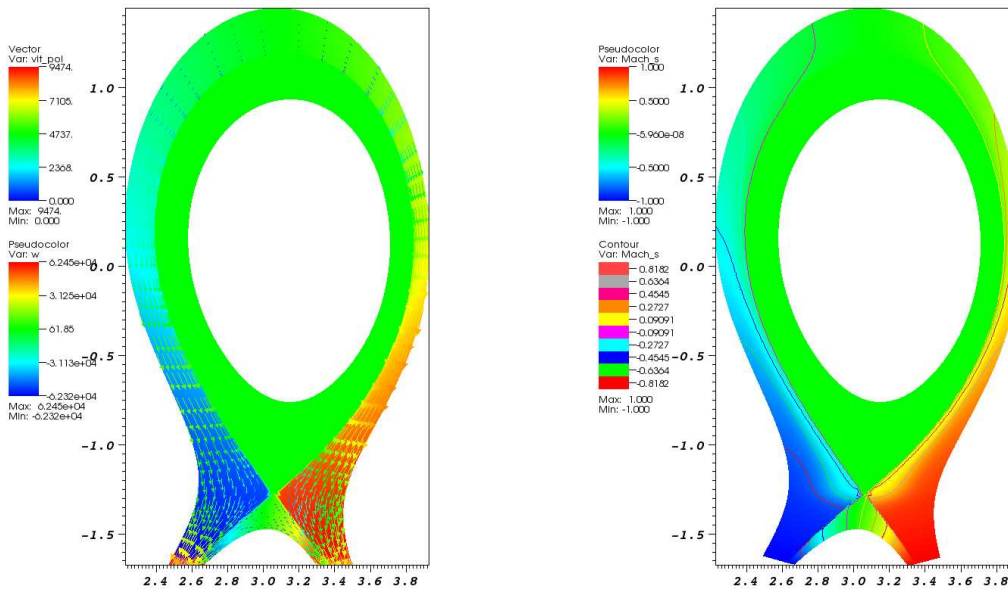 Vector
Var: vit_pol
9474.
7105.
4737.
2368.
0.000
Max: 9474.
Min: 0.000
Pseudocolor
Var: w
6.245e+04
3.125e+04
61.85
-3.113e+04
-6.232e+04
Max: 6.245e+04
Min: -6.232e+04
1.0
0.5
0.0
-0.5
-1.0
-1.5
2.4 2.6 2.8 3.0 3.2 3.4 3.6 3.8
Pseudocolor
Var: Mach_s
1.000
0.5000
-5.960e-08
-0.5000
-1.000
Max: 1.000
Min: -1.000
Contour
Var: Mach_s
0.8182
0.6364
0.4545
0.2727
0.09091
-0.09091
-0.2727
-0.4545
-0.6364
-0.8182
Max: 1.000
Min: -1.000
1.0
0.5
0.0
-0.5
-1.0
-1.5
2.4 2.6 2.8 3.0 3.2 3.4 3.6 3.8